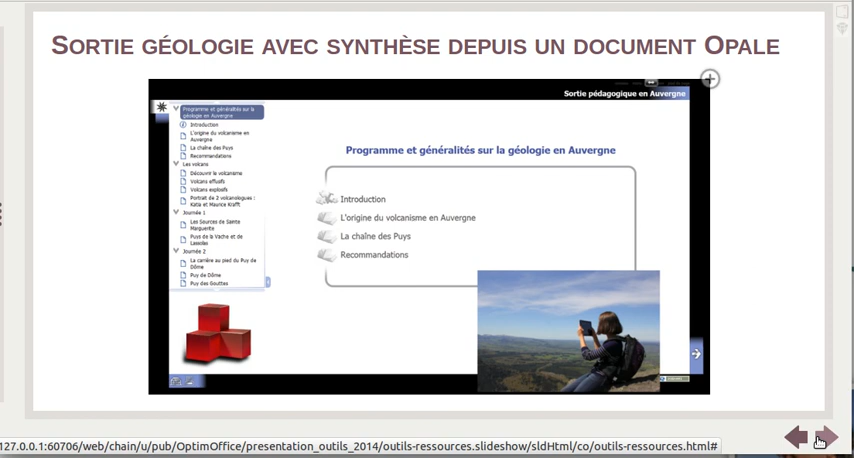 SORTIE GÉOLOGIE AVEC SYNTHÈSE DEPUIS UN DOCUMENT OPALE
Sortie pédagogique en Auvergne
Programme et généralités sur la
géologie en Auvergne
Introduction
L'origine du volcanisme en
Auvergne
La chaîne des Puys
Recommandations
Les volcans
Découvrir le volcanisme
Volcans effusifs
Volcans explosifs
Portrait de 2 volcanologues :
Katia et Maurice Krafft
Journée 1
Les Sources de Sainte
Marguerite
Puys de la Vache et de
Lassolas
Journée 2
La carrière au pied du Puy de
Dôme
Puy de Dôme
Puy des Gouttes
Programme et généralités sur la géologie en Auvergne
Introduction
L'origine du volcanisme en Auvergne
La chaîne des Puys
Recommandations
127.0.0.1:60706/web/chain/u/pub/OptimOffice/presentation_outils_2014/outils-ressources.slideshow/sldHtml/co/outils-ressources.html#